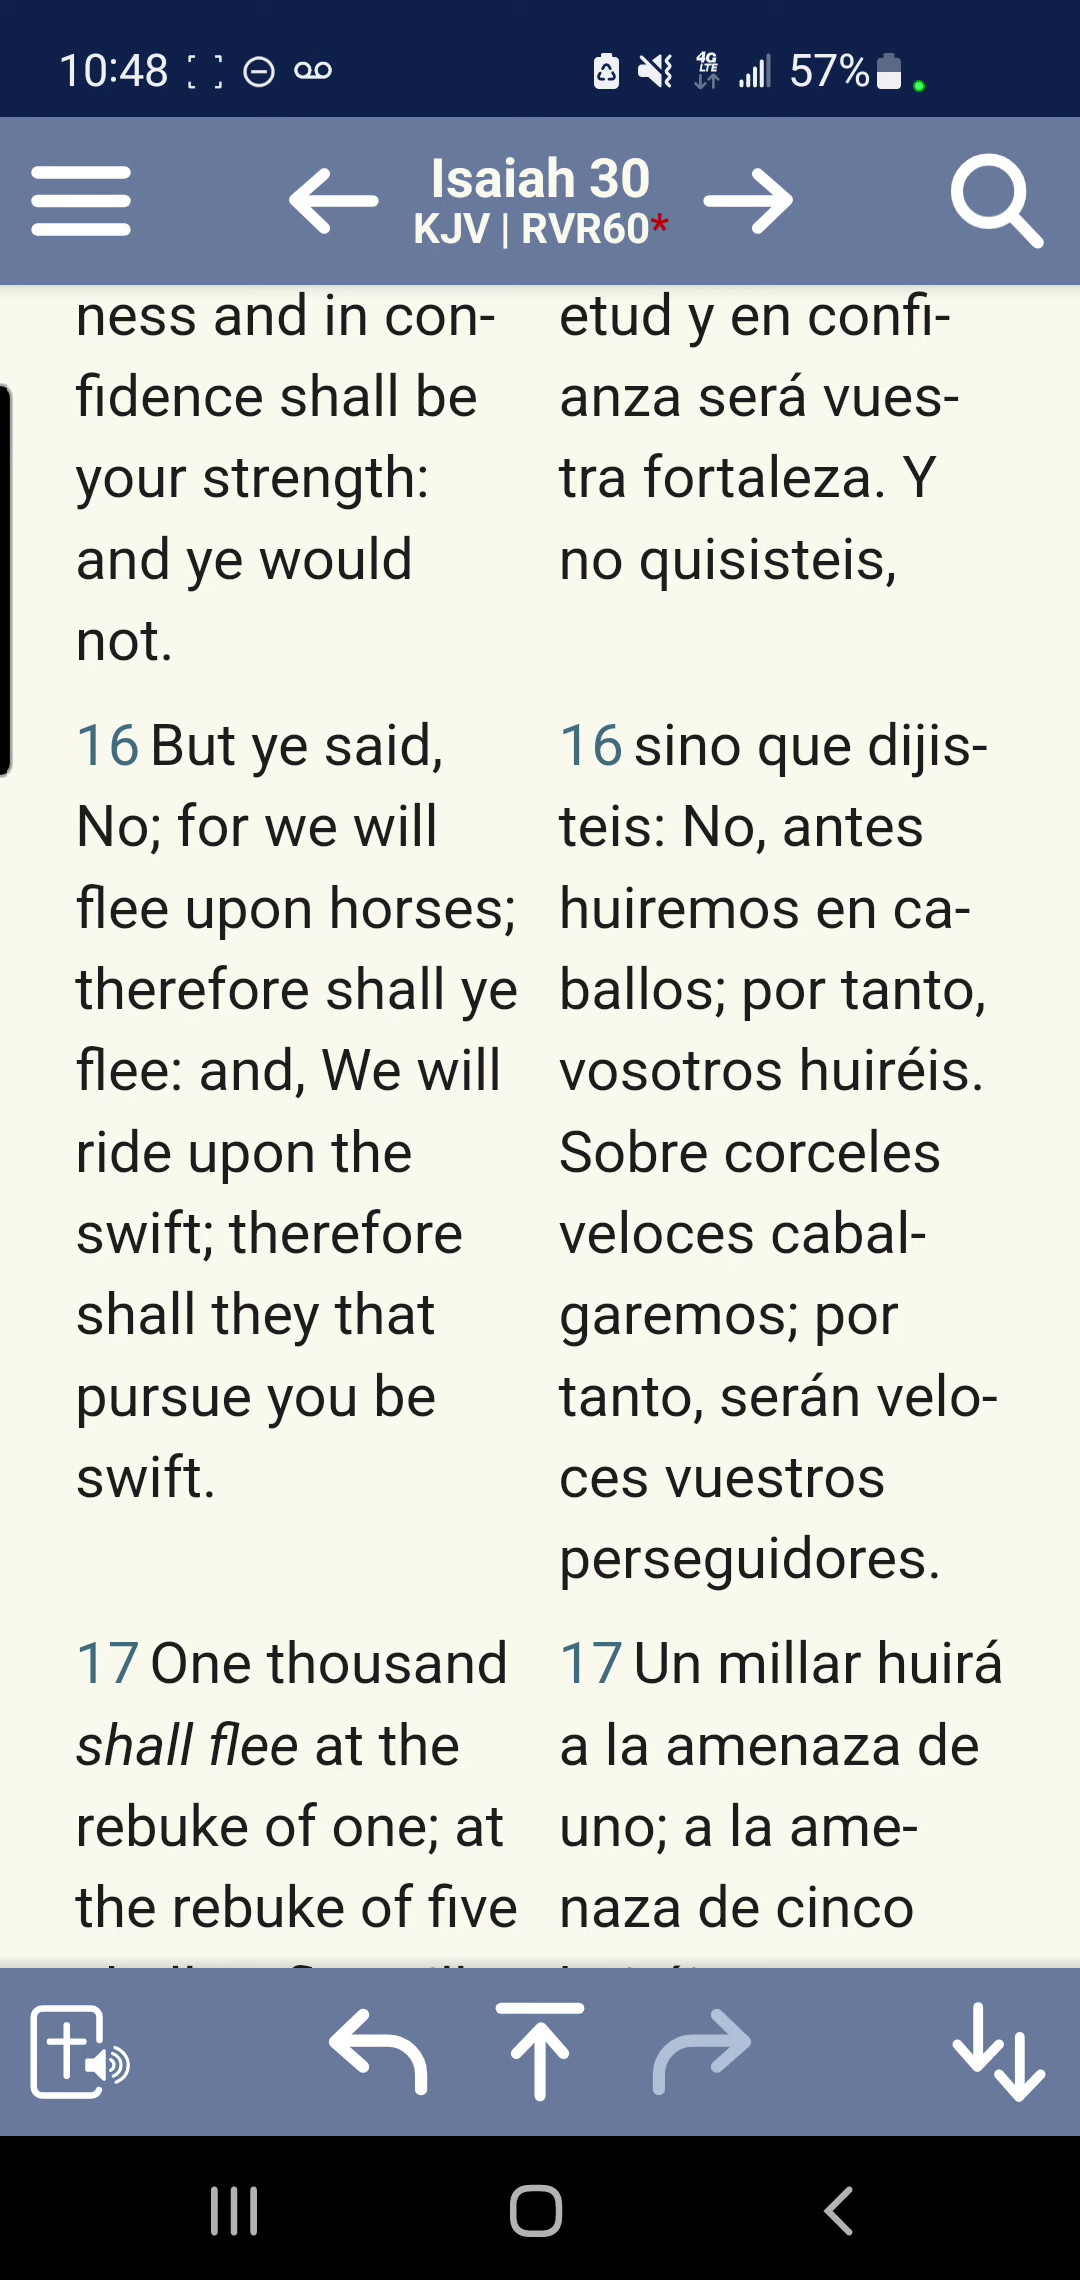 10:48
4G LTE 57%
Isaiah 30
KJV | RVR60*
ness and in con-
fidence shall be
your strength:
and ye would
not.
16 But ye said,
No; for we will
flee upon horses;
therefore shall ye
flee: and, We will
ride upon the
swift; therefore
shall they that
pursue you be
swift.
17 One thousand
shall flee at the
rebuke of one; at
the rebuke of five
etud y en confi-
anza será vues-
tra fortaleza. Y
no quisisteis,
16 sino que dijis-
teis: No, antes
huiremos en ca-
ballos; por tanto,
vosotros huiréis.
Sobre corceles
veloces cabal-
garemos; por
tanto, serán velo-
ces vuestros
perseguidores.
17 Un millar huirá
a la amenaza de
uno; a la ame-
naza de cinco